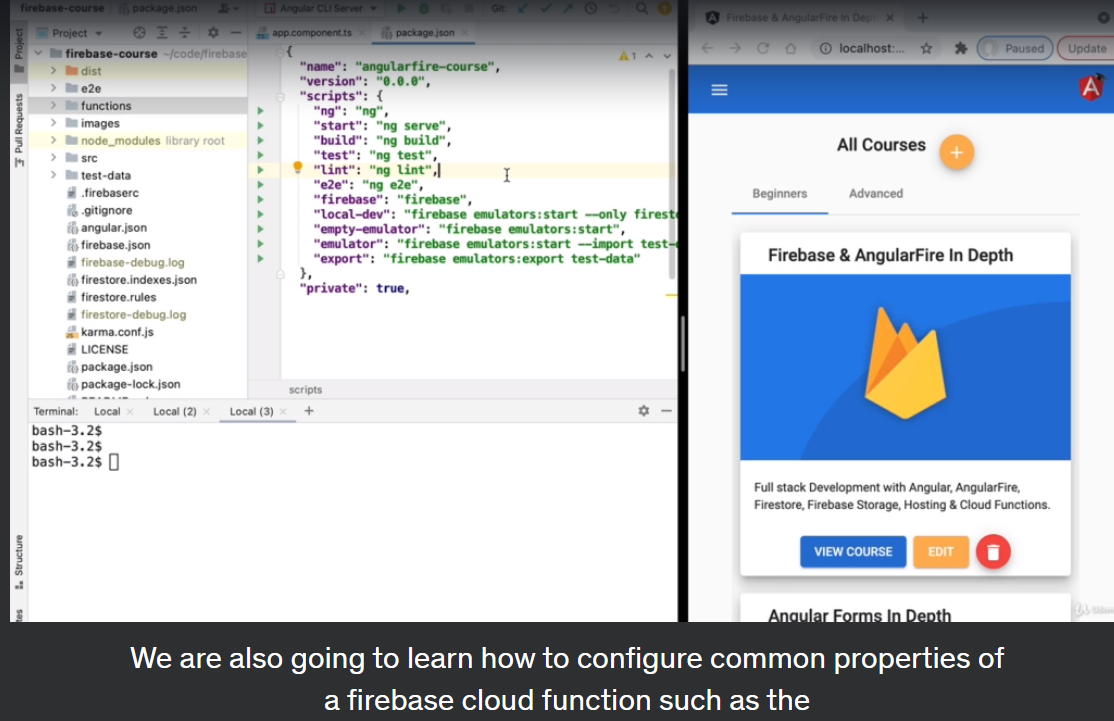 firebase-course
package.json
Angular CLI Server
Git:
Project
app.component.ts
package.json
firebase-course ~/code/firebase
dist
e2e
functions
images
node_modules library root
src
test-data
.firebaserc
.gitignore
angular.json
firebase.json
firebase-debug.log
firestore.indexes.json
firestore.rules
firestore-debug.log
karma.conf.js
LICENSE
package.json
package-lock.json
Project
Pull Requests
Structure
{
"name": "angularfire-course",
"version": "0.0.0",
"scripts": {
"ng": "ng",
"start": "ng serve",
"build": "ng build",
"test": "ng test",
"lint": "ng lint",
"e2e": "ng e2e",
"firebase": "firebase",
"local-dev": "firebase emulators:start --only firest
"empty-emulator": "firebase emulators:start",
"emulator": "firebase emulators:start --import test-
"export": "firebase emulators:export test-data"
},
"private": true,
1
scripts
Terminal: Local Local (2) Local (3) +
bash-3.2$
bash-3.2$
bash-3.2$
Firebase & AngularFire In Dep
localhost:...
Paused
Update
A
All Courses
+
Beginners
Advanced
Firebase & AngularFire In Depth
Full stack Development with Angular, AngularFire,
Firestore, Firebase Storage, Hosting & Cloud Functions.
VIEW COURSE
EDIT
Angular Forms In Depth
We are also going to learn how to configure common properties of
a firebase cloud function such as the